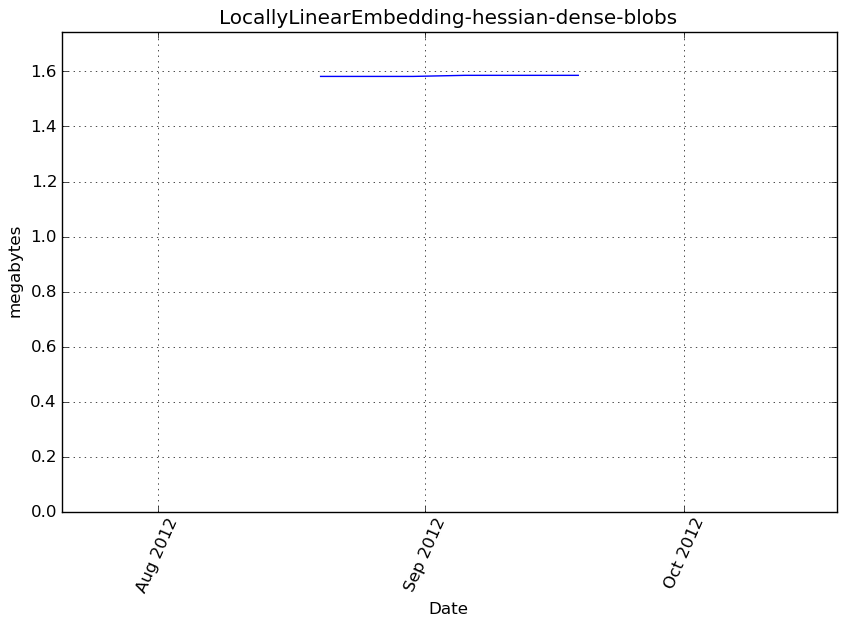 LocallyLinearEmbedding-hessian-dense-blobs
megabytes
1.6
1.4
1.2
1.0
0.8
0.6
0.4
0.2
0.0
Aug 2012
Sep 2012
Oct 2012
Date